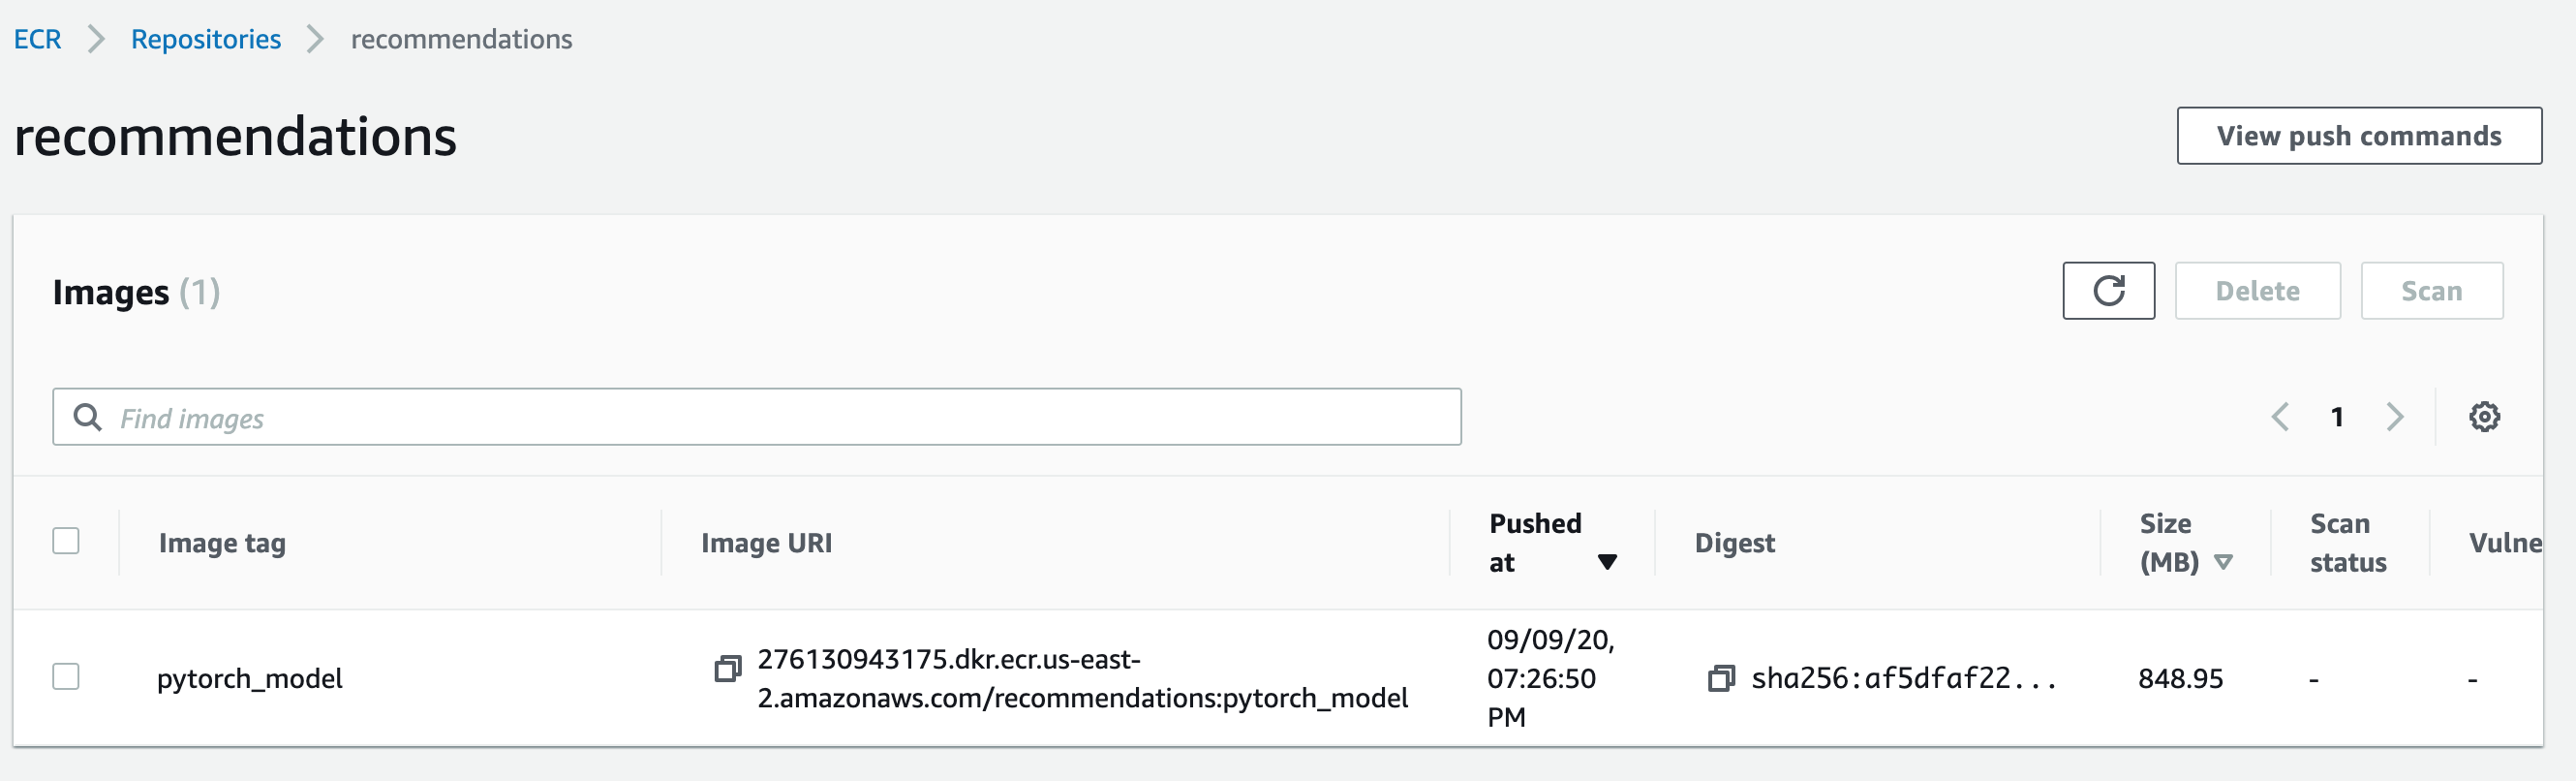 ECR Repositories recommendations
recommendations
View push commands
Images (1)
Delete Scan
Find images
1
Image tag Image URI Pushed at Digest Size (MB) Scan status Vulne
pytorch_model
276130943175.dkr.ecr.us-east-
2.amazonaws.com/recommendations:pytorch_model
09/09/20,
07:26:50
PM
sha256:af5dfaf22...
848.95
-
-